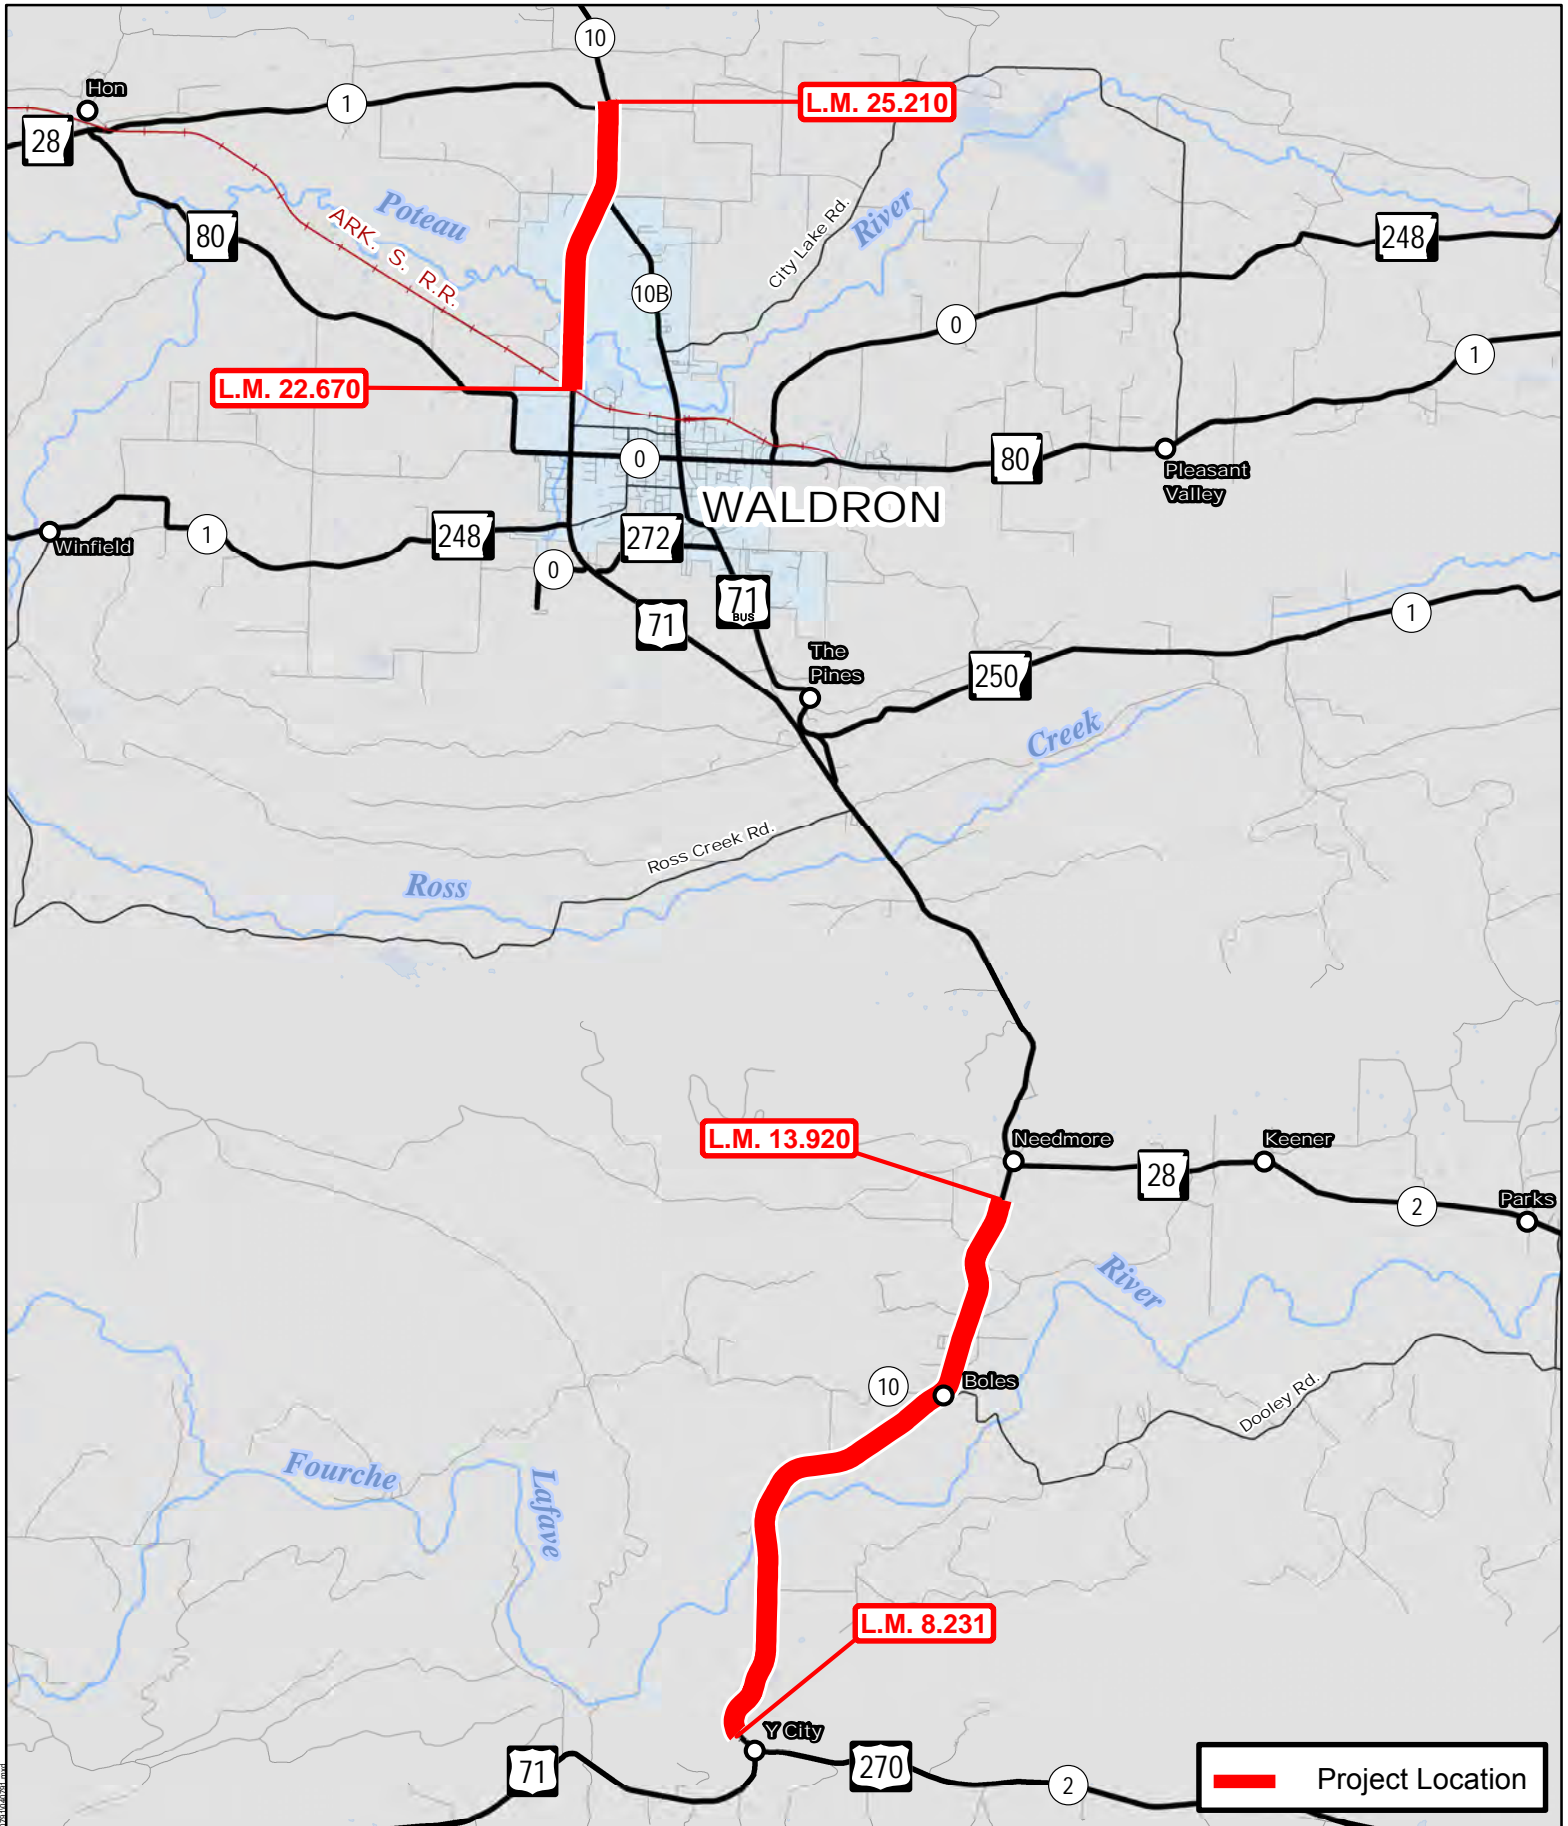 10
Hon
1
L.M. 25.210
28
Poteau
River
80
ARK. S. R.R.
City Lake Rd.
248
10B
0
1
L.M. 22.670
0
80
Pleasant
Valley
WALDRON
Winfield
1
248
272
0
71
BUS
71
The
Pines
1
250
Creek
Ross Creek Rd.
Ross
L.M. 13.920
Needmore
Keener
28
2
Parks
River
10
Boles
Dooley Rd.
Fourche
Lafave
L.M. 8.231
Y City
71
270
2
Project Location